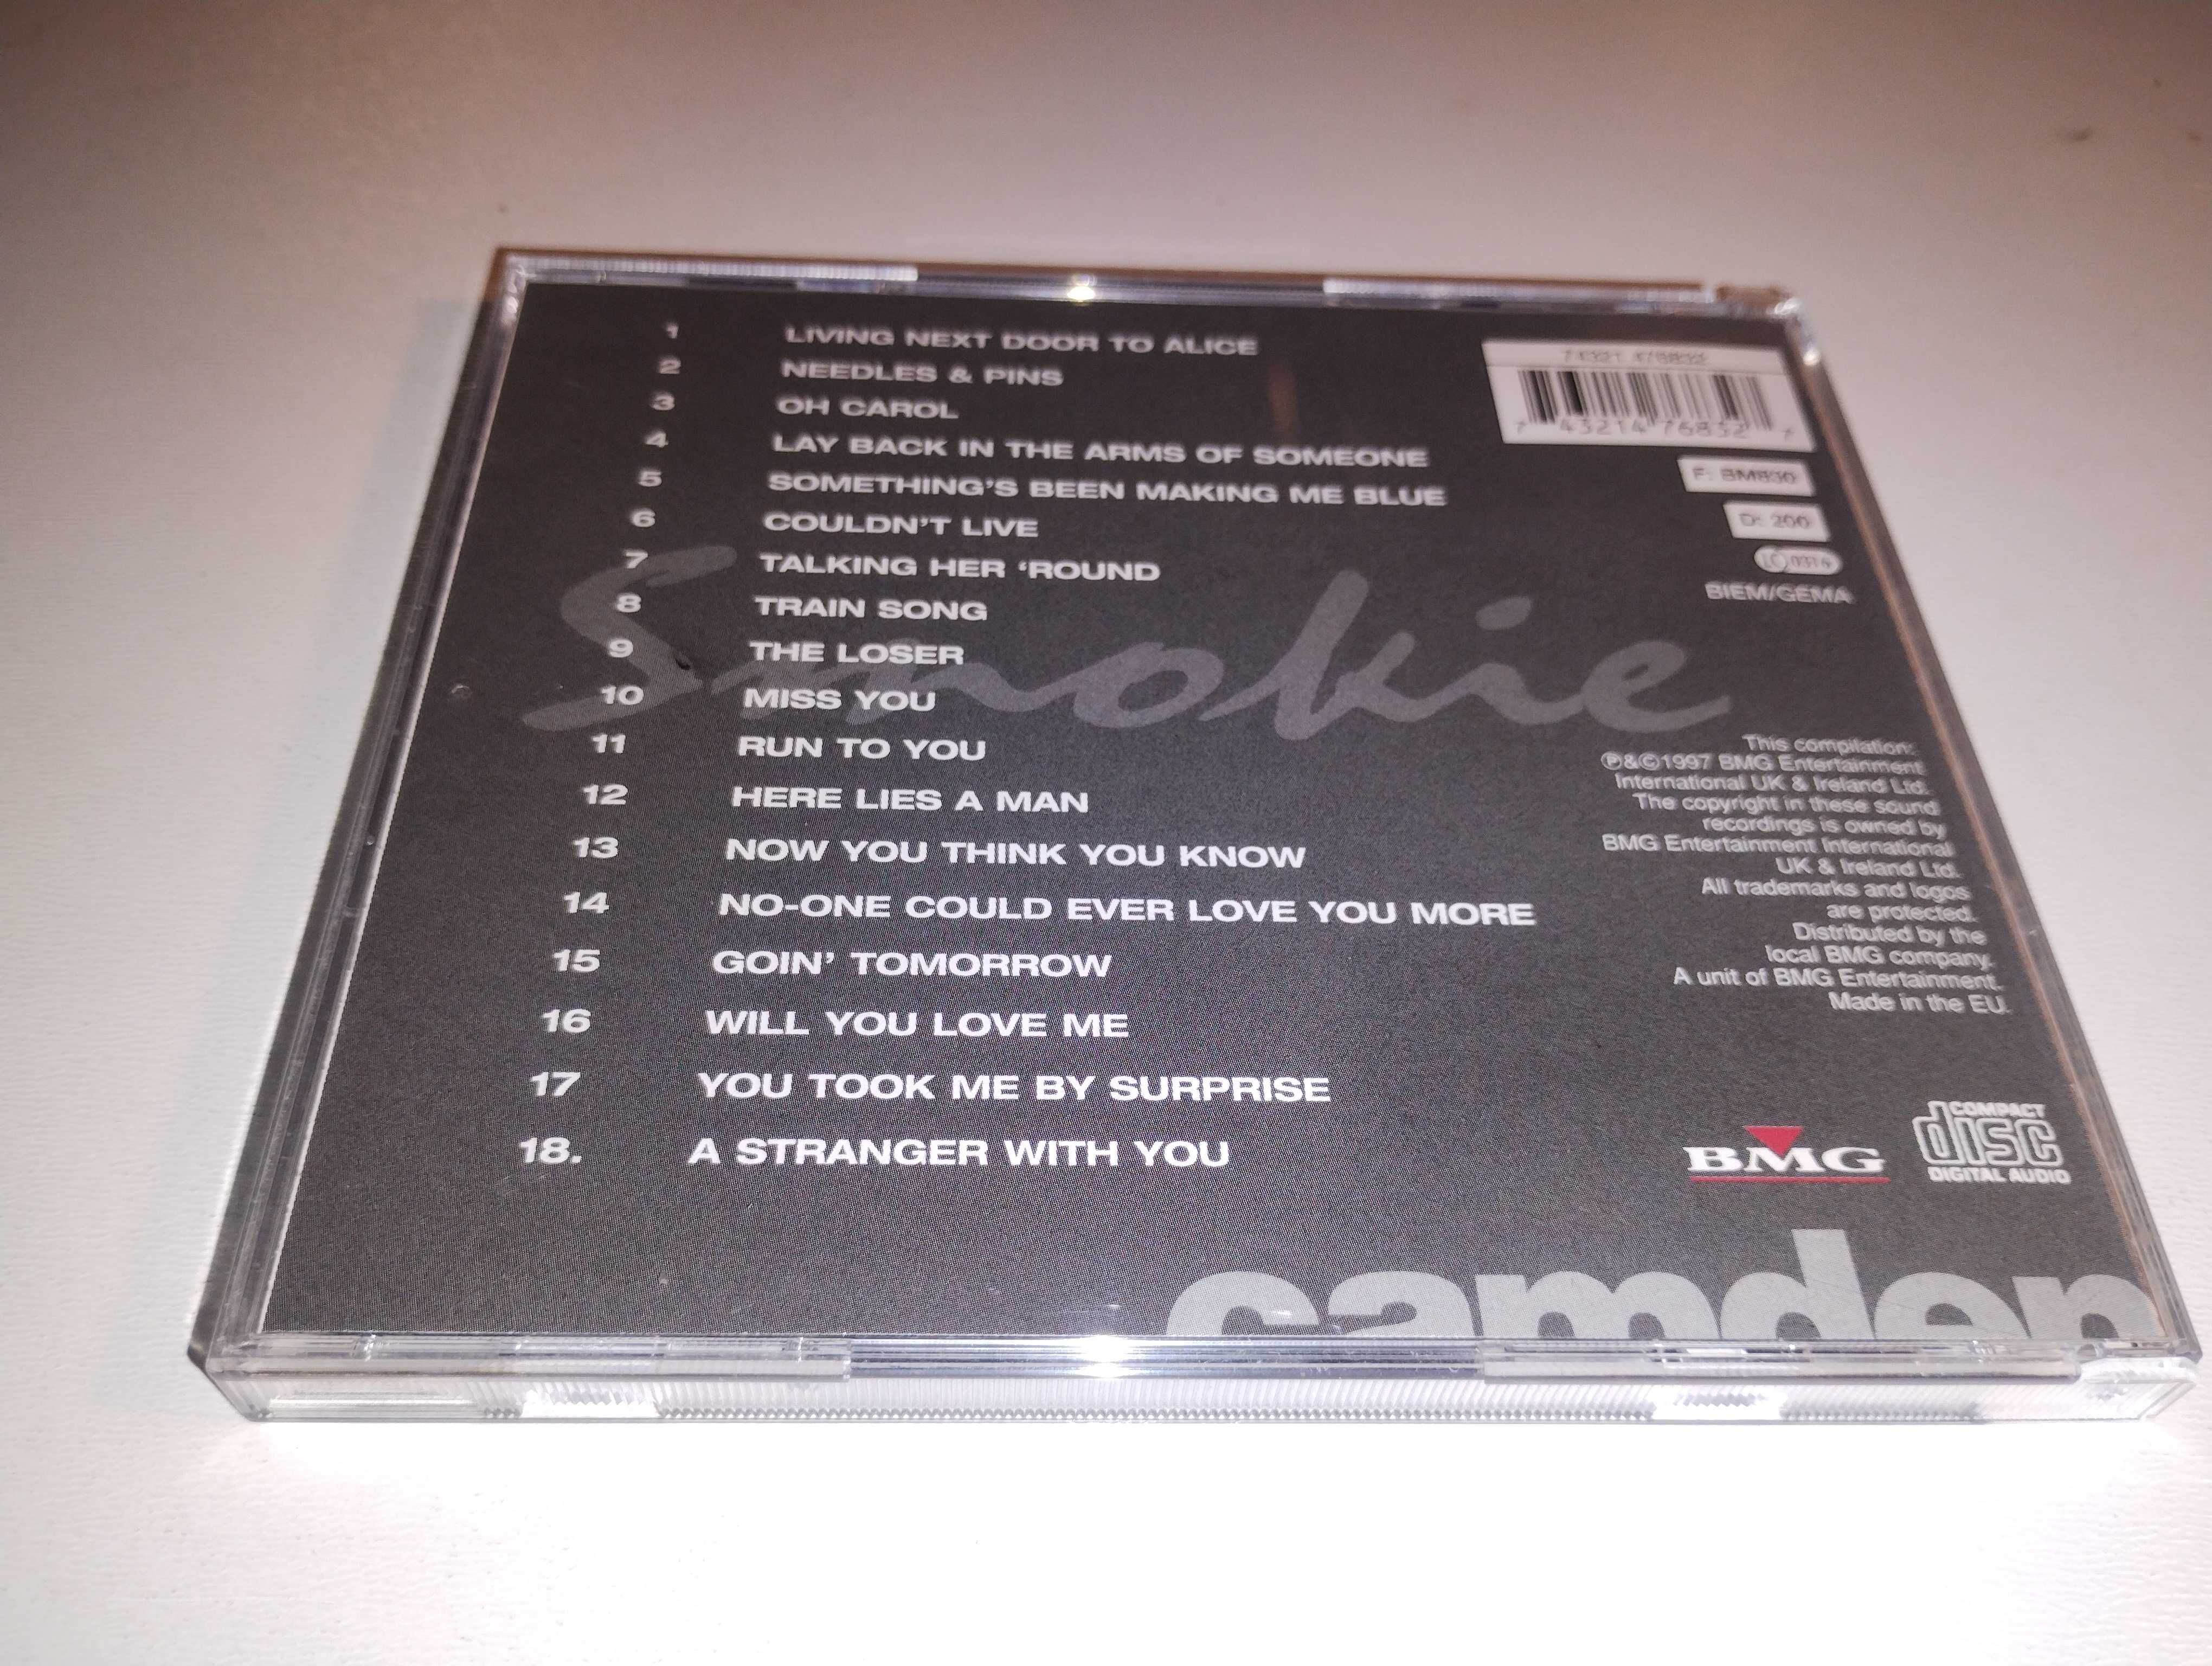 1 LIVING NEXT DOOR TO ALICE
2 NEEDLES & PINS
3 OH CAROL
4 LAY BACK IN THE ARMS OF SOMEONE
5 SOMETHING'S BEEN MAKING ME BLUE
6 COULDN'T LIVE
7 TALKING HER ‘ROUND
8 TRAIN SONG
9 THE LOSER
10 MISS YOU
11 RUN TO YOU
12 HERE LIES A MAN
13 NOW YOU THINK YOU KNOW
14 NO-ONE COULD EVER LOVE YOU MORE
15 GOIN' TOMORROW
16 WILL YOU LOVE ME
17 YOU TOOK ME BY SURPRISE
18. A STRANGER WITH YOU
Smokie
74321
7 43214 76832 7
F: BM830
D: 200
LC 0316
BIEM/GEMA
This compilation:
℗&©1997 BMG Entertainment
International UK & Ireland Ltd.
The copyright in these sound
recordings is owned by
BMG Entertainment International
UK & Ireland Ltd.
All trademarks and logos
are protected.
Distributed by the
local BMG company.
A unit of BMG Entertainment.
Made in the EU.
BMG
COMPACT
disc
DIGITAL AUDIO
camden